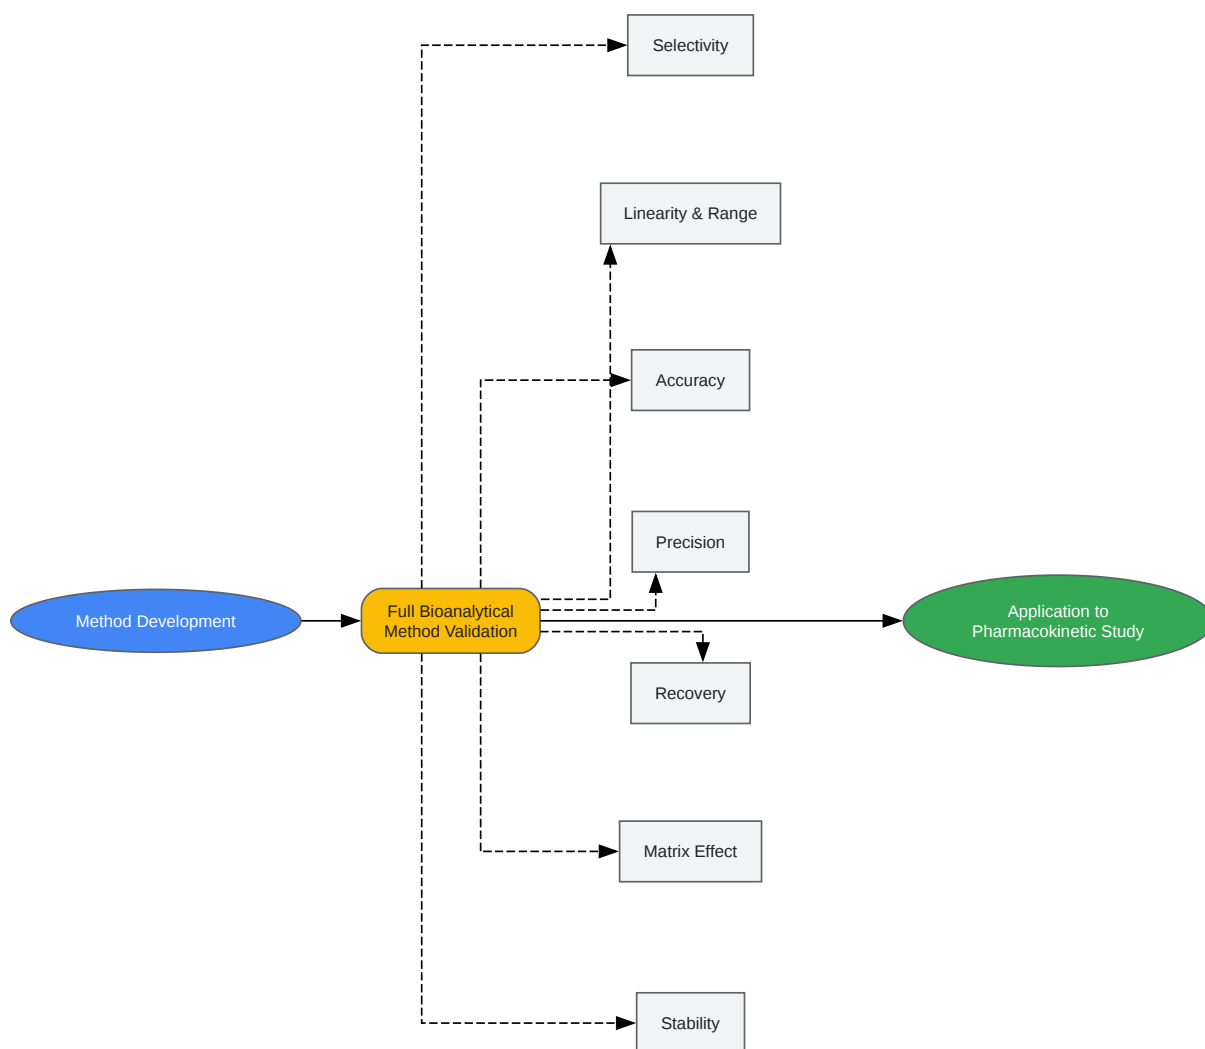 Selectivity
Linearity & Range
Accuracy
Precision
Method Development
Full Bioanalytical
Method Validation
Application to
Pharmacokinetic Study
Recovery
Matrix Effect
Stability